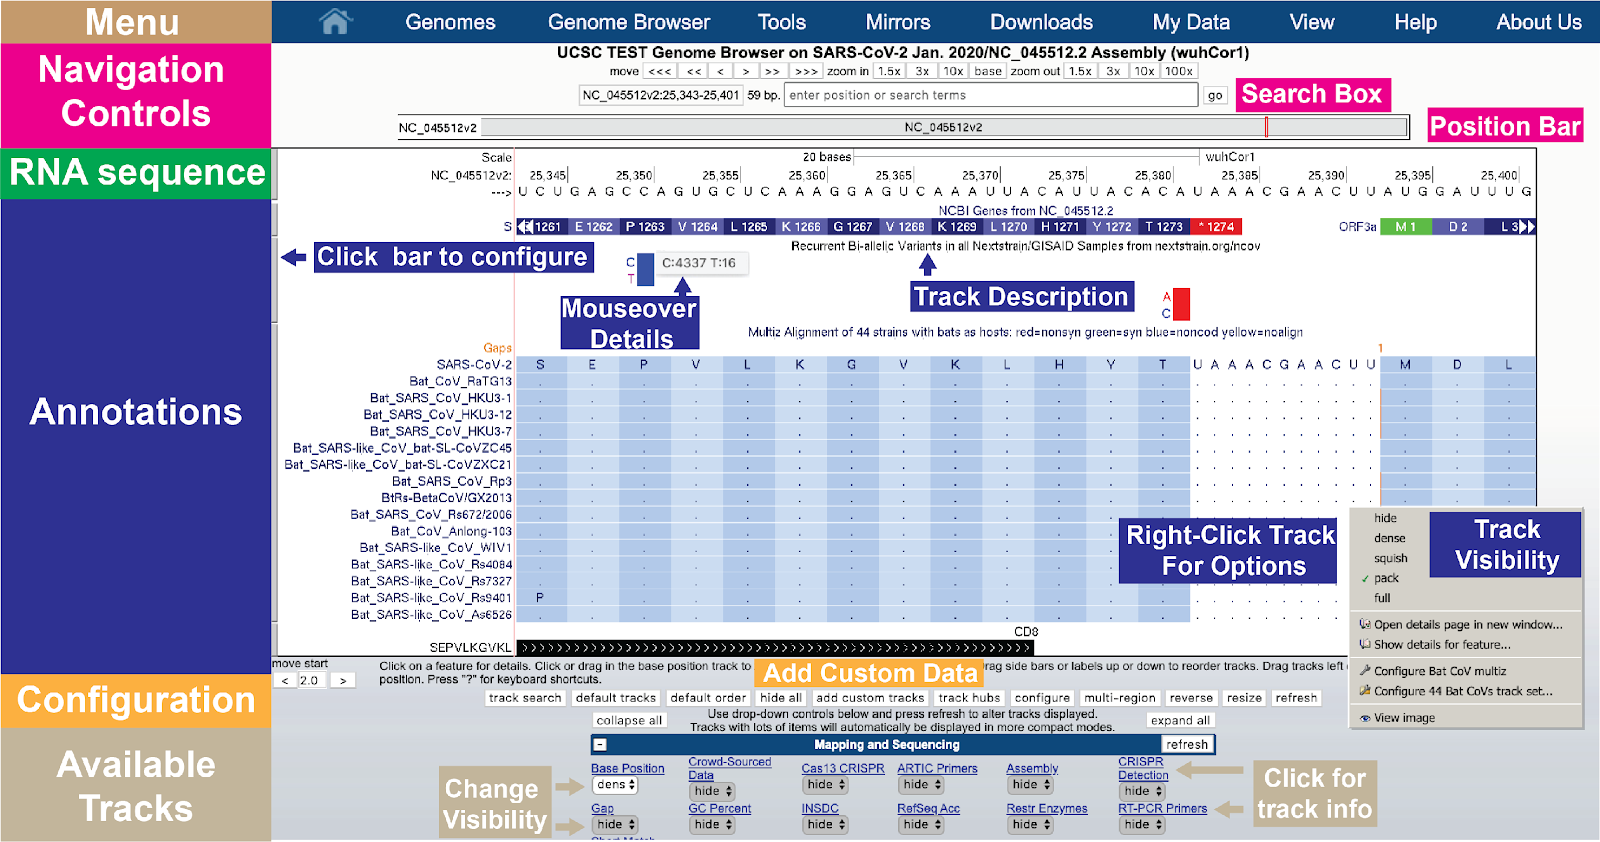 Menu
Genomes Genome Browser Tools Mirrors Downloads My Data View Help About Us
Navigation
Controls
UCSC TEST Genome Browser on SARS-CoV-2 Jan. 2020/NC_045512.2 Assembly (wuhCor1)
move <<< << < > >> >>> zoom in 1.5x 3x 10x base zoom out 1.5x 3x 10x 100x
NC_045512v2:25,343-25,401 59 bp. enter position or search terms go
Search Box
NC_045512v2 NC_045512v2
Position Bar
RNA sequence
Scale 20 bases wuhCor1
NC_045512v2: 25,345 25,350 25,355 25,360 25,365 25,370 25,375 25,380 25,385 25,390 25,395 25,400
---> U C U G A G C C A G U G C U C A A A G G A G U C A A A U U A C A U U A C A C A U A A A C G A A C U U A U G G A U U U G
NCBI Genes from NC_045512.2
S 1261 E 1262 P 1263 V 1264 L 1265 K 1266 G 1267 V 1268 K 1269 L 1270 H 1271 Y 1272 T 1273 * 1274 ORF3a M 1 D 2 L 3
Recurrent Bi-allelic Variants in all Nextstrain/GISAID Samples from nextstrain.org/ncov
Click bar to configure
C
T
C:4337 T:16
Mouseover
Details
Track Description
A
C
Multiz Alignment of 44 strains with bats as hosts: red=nonsyn green=syn blue=noncod yellow=noalign
Annotations
Gaps 1
SARS-CoV-2 S E P V L K G V K L H Y T U A A A C G A A C U U M D L
Bat_CoV_RaTG13
Bat_SARS_CoV_HKU3-1
Bat_SARS_CoV_HKU3-12
Bat_SARS_CoV_HKU3-7
Bat_SARS-like_CoV_bat-SL-CoVZC45
Bat_SARS-like_CoV_bat-SL-CoVZXC21
Bat_SARS_CoV_Rp3
BtRs-BetaCoV/GX2013
Bat_SARS_CoV_Rs672/2006
Bat_CoV_Anlong-103
Bat_SARS-like_CoV_WIV1
Bat_SARS-like_CoV_Rs4084
Bat_SARS-like_CoV_Rs7327
Bat_SARS-like_CoV_Rs9401 P
Bat_SARS-like_CoV_As6526
Right-Click Track
For Options
hide
dense
squish
pack
full
Track
Visibility
Open details page in new window...
Show details for feature...
Configure Bat CoV multiz
Configure 44 Bat CoVs track set...
View image
CD8
SEPVLKGVKL
move start
< 2.0 >
Click on a feature for details. Click or drag in the base position track to
Add Custom Data
drag side bars or labels up or down to reorder tracks. Drag tracks left
position. Press "?" for keyboard shortcuts.
Configuration
track search default tracks default order hide all add custom tracks track hubs configure multi-region reverse resize refresh
collapse all Use drop-down controls below and press refresh to alter tracks displayed. expand all
Tracks with lots of items will automatically be displayed in more compact modes.
Available
Tracks
- Mapping and Sequencing refresh
Change
Visibility
Base Position Crowd-Sourced Data Cas13 CRISPR ARTIC Primers Assembly CRISPR Detection
dens hide hide hide hide hide
Gap GC Percent INSDC RefSeq Acc Restr Enzymes RT-PCR Primers
hide hide hide hide hide hide
Click for
track info